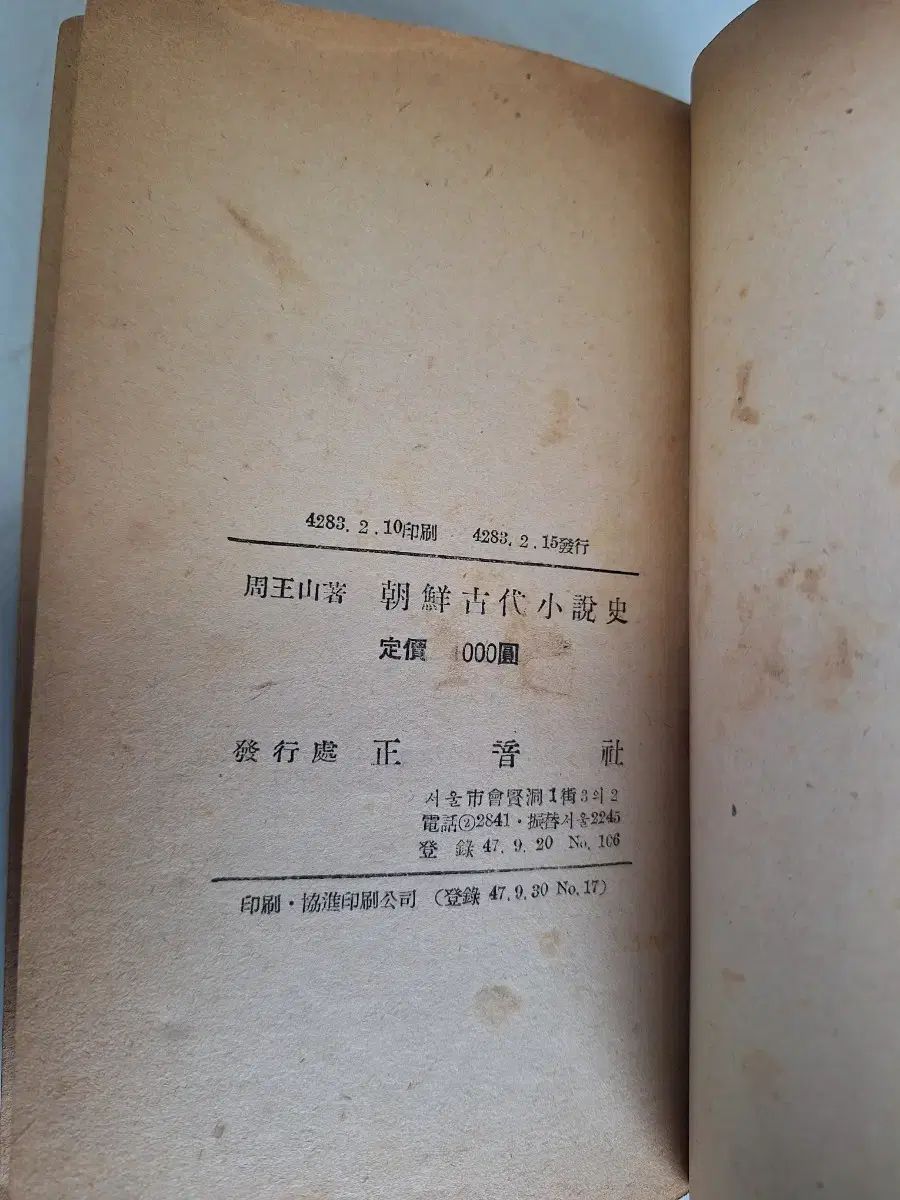 4283. 2. 10印刷 4283. 2. 15發行
周王山著 朝鮮古代小說史
定價 1000圓
發行處 正音社
서울市會賢洞1街3의2
電話②2841·振替서울2245
登錄 47. 9. 20 No. 166
印刷·協進印刷公司 (登錄 47. 9. 30 No. 17)